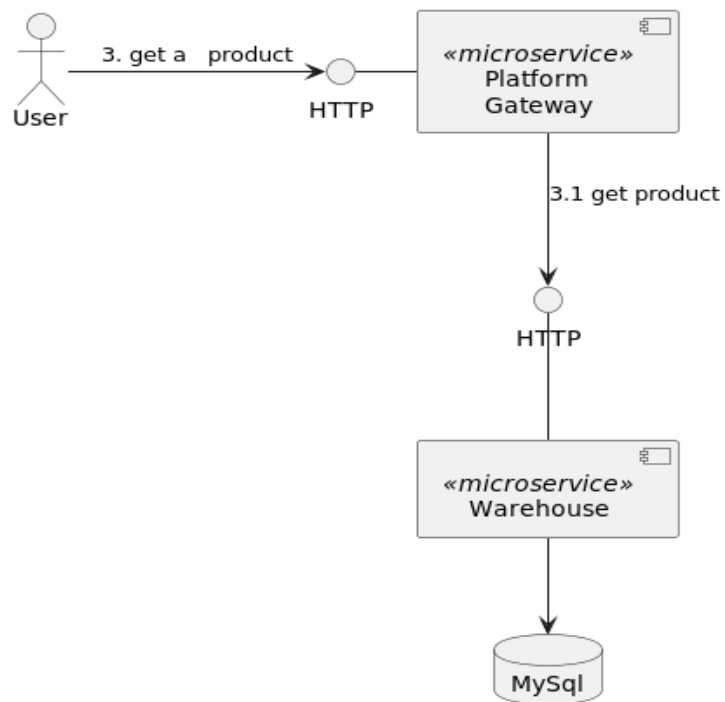 3. get a product
User
HTTP
«microservice»
Platform
Gateway
3.1 get product
HTTP
«microservice»
Warehouse
MySql